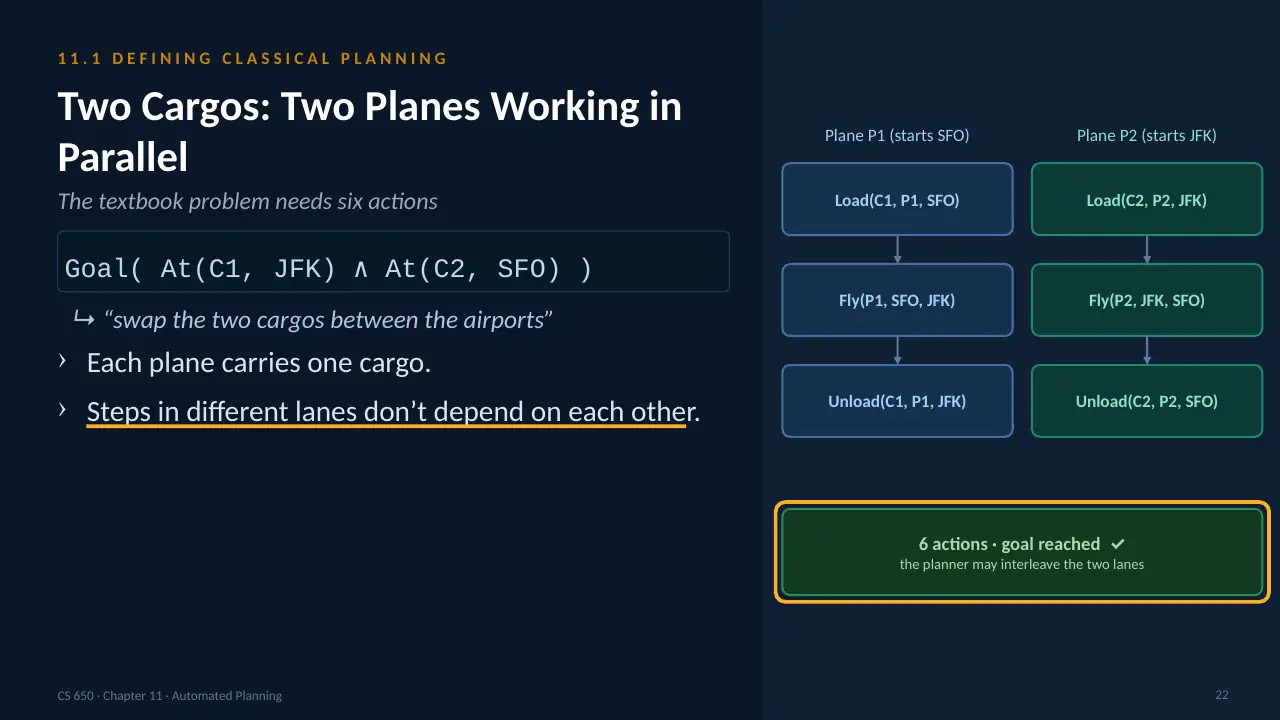 11.1 DEFINING CLASSICAL PLANNING
Two Cargos: Two Planes Working in
Parallel
The textbook problem needs six actions
Goal( At(C1, JFK) ∧ At(C2, SFO) )
↪ “swap the two cargos between the airports”
› Each plane carries one cargo.
› Steps in different lanes don’t depend on each other.
Plane P1 (starts SFO)
Load(C1, P1, SFO)
Fly(P1, SFO, JFK)
Unload(C1, P1, JFK)
Plane P2 (starts JFK)
Load(C2, P2, JFK)
Fly(P2, JFK, SFO)
Unload(C2, P2, SFO)
6 actions · goal reached ✓
the planner may interleave the two lanes
CS 650 · Chapter 11 · Automated Planning
22